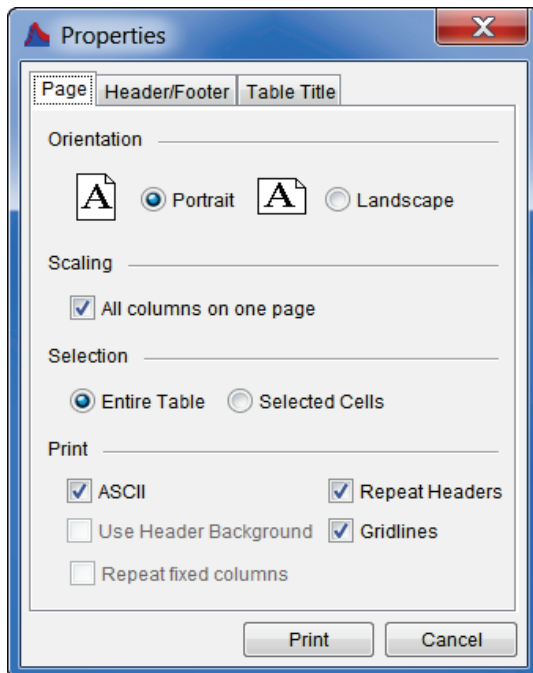 Properties
Page Header/Footer Table Title
Orientation
A Portrait A Landscape
Scaling
All columns on one page
Selection
Entire Table Selected Cells
Print
ASCII Repeat Headers
Use Header Background Gridlines
Repeat fixed columns
Print Cancel